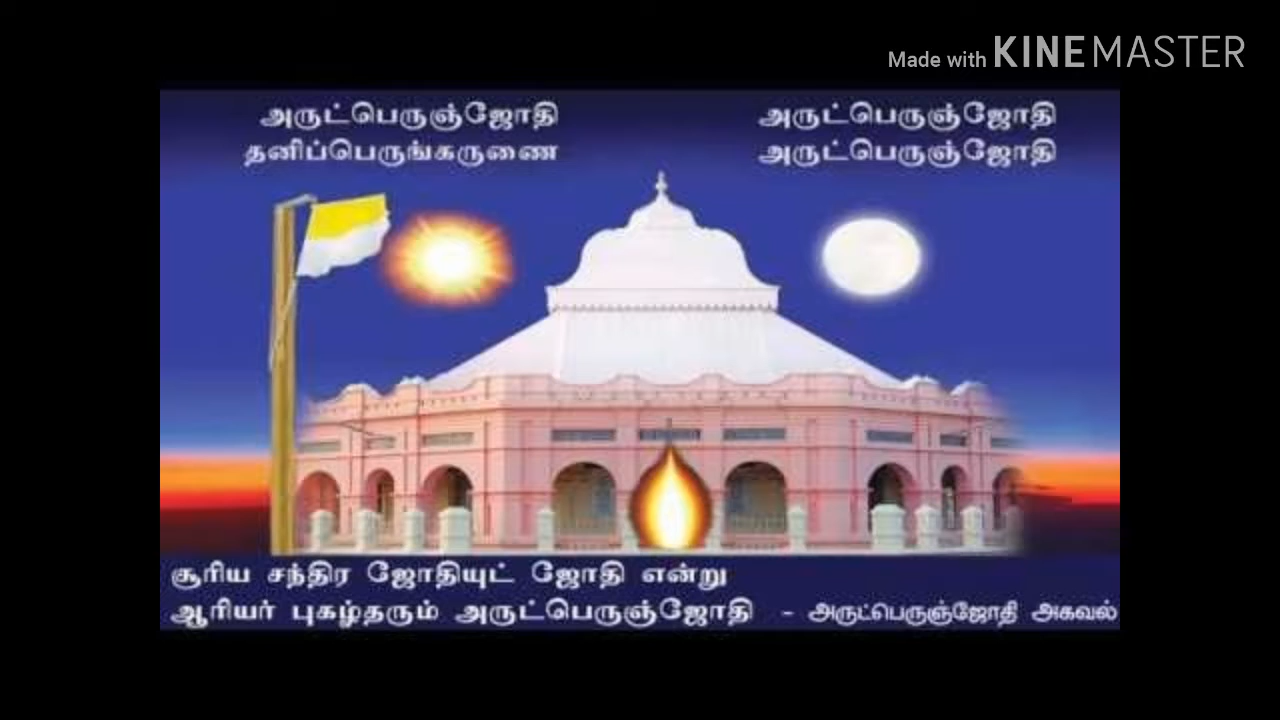 Made with KINEMASTER
அருட்பெருஞ்ஜோதி
தனிப்பெருங்கருணை
அருட்பெருஞ்ஜோதி
அருட்பெருஞ்ஜோதி
சூரிய சந்திர ஜோதியுட் ஜோதி என்று
ஆரியர் புகழ்தரும் அருட்பெருஞ்ஜோதி - அருட்பெருஞ்ஜோதி அகவல்